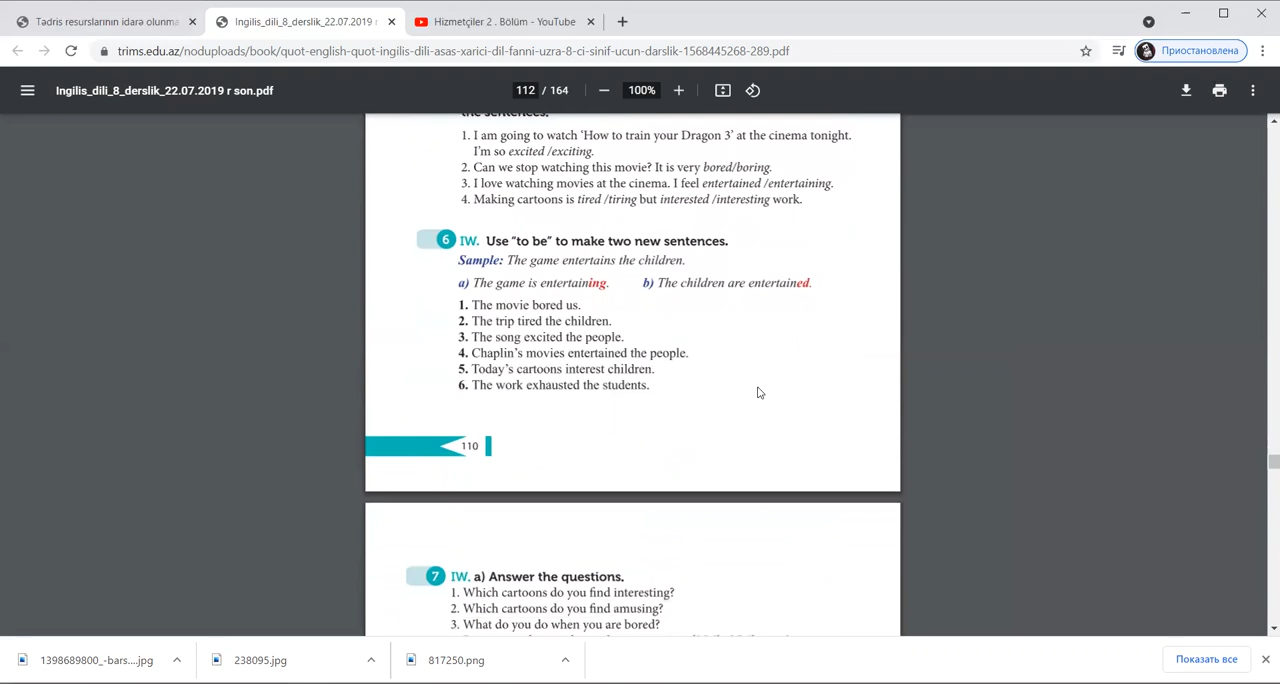 Tədris resurslarının idarə olunma
Ingilis_dili_8_derslik_22.07.2019 r
Hizmetçiler 2 . Bölüm - YouTube
trims.edu.az/noduploads/book/quot-english-quot-ingilis-dili-asas-xarici-dil-fanni-uzra-8-ci-sinif-ucun-darslik-1568445268-289.pdf
Приостановлена
Ingilis_dili_8_derslik_22.07.2019 r son.pdf
112 / 164
100%
the sentences.
1. I am going to watch ‘How to train your Dragon 3’ at the cinema tonight.
I’m so excited /exciting.
2. Can we stop watching this movie? It is very bored/boring.
3. I love watching movies at the cinema. I feel entertained /entertaining.
4. Making cartoons is tired /tiring but interested /interesting work.
6 IW. Use “to be” to make two new sentences.
Sample: The game entertains the children.
a) The game is entertaining. b) The children are entertained.
1. The movie bored us.
2. The trip tired the children.
3. The song excited the people.
4. Chaplin’s movies entertained the people.
5. Today’s cartoons interest children.
6. The work exhausted the students.
110
7 IW. a) Answer the questions.
1. Which cartoons do you find interesting?
2. Which cartoons do you find amusing?
3. What do you do when you are bored?
1398689800_-bars....jpg
238095.jpg
817250.png
Показать все